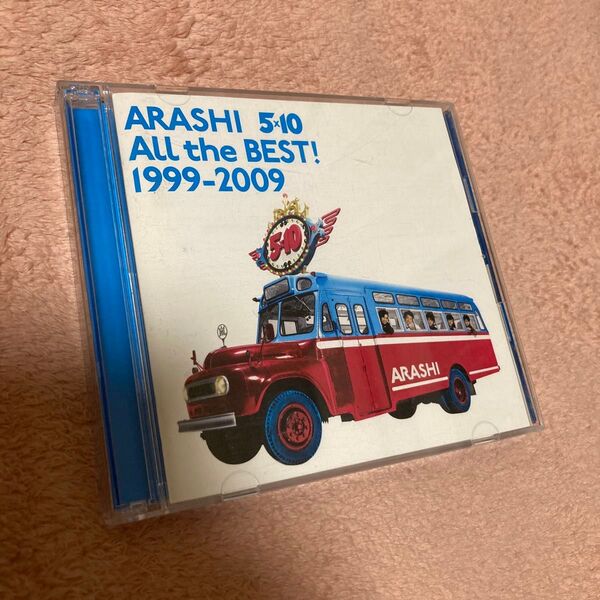 ARASHI 5×10
All the BEST!
1999-2009
5×10
ARASHI